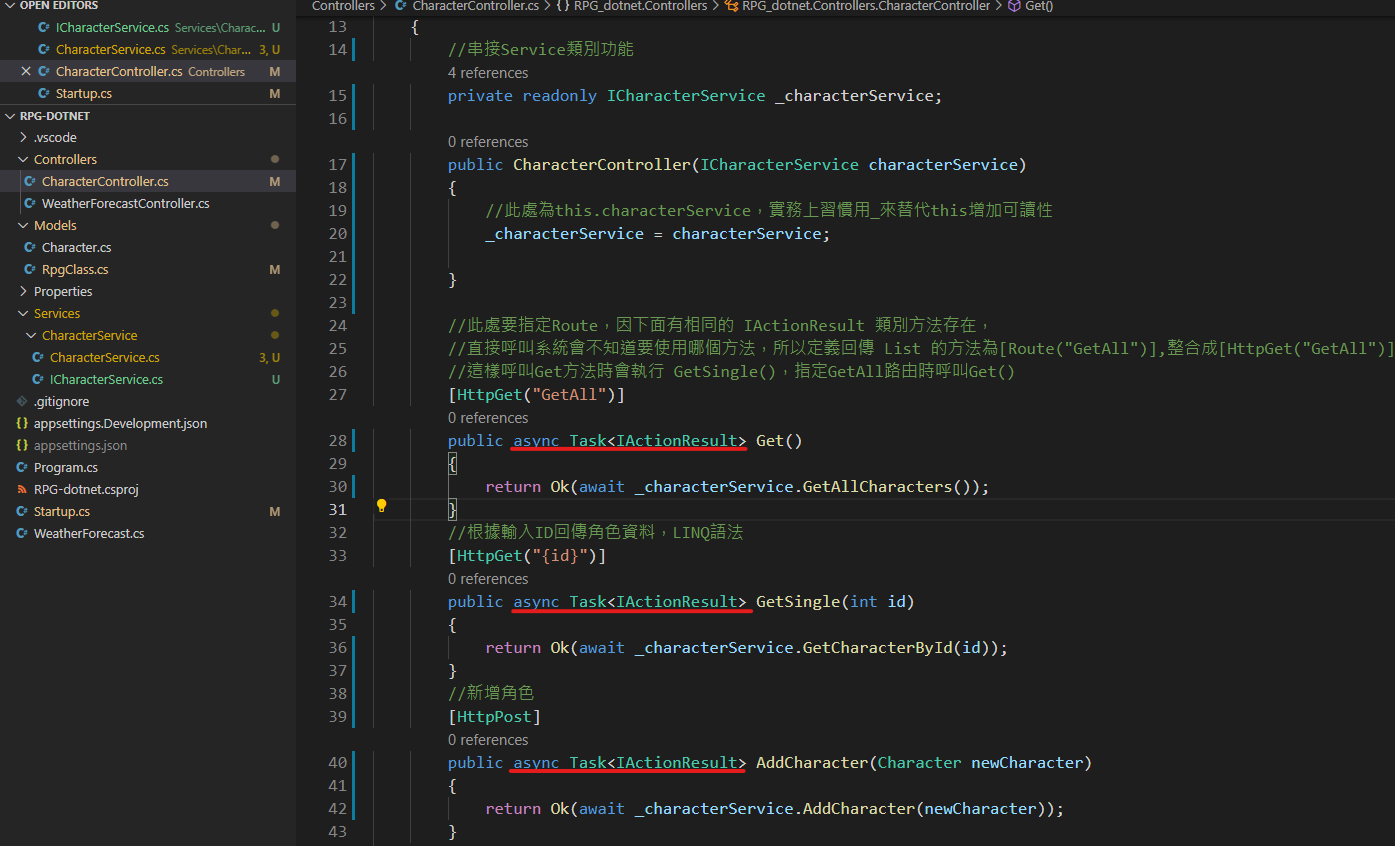 OPEN EDITORS
ICharacterService.cs Services\Charac... U
CharacterService.cs Services\Char... 3, U
CharacterController.cs Controllers M
Startup.cs M
RPG-DOTNET
.vscode
Controllers
CharacterController.cs M
WeatherForecastController.cs
Models
Character.cs
RpgClass.cs M
Properties
Services
CharacterService
CharacterService.cs 3, U
ICharacterService.cs U
.gitignore
appsettings.Development.json
appsettings.json
Program.cs
RPG-dotnet.csproj
Startup.cs M
WeatherForecast.cs
Controllers > CharacterController.cs > {} RPG_dotnet.Controllers > RPG_dotnet.Controllers.CharacterController > Get()
13 {
14 //串接Service類別功能
4 references
15 private readonly ICharacterService _characterService;
16
0 references
17 public CharacterController(ICharacterService characterService)
18 {
19 //此處為this.characterService，實務上習慣用_來替代this增加可讀性
20 _characterService = characterService;
21
22 }
23
24 //此處要指定Route，因下面有相同的 IActionResult 類別方法存在，
25 //直接呼叫系統會不知道要使用哪個方法，所以定義回傳 List 的方法為[Route("GetAll")],整合成[HttpGet("GetAll")]
26 //這樣呼叫Get方法時會執行 GetSingle()，指定GetAll路由時呼叫Get()
27 [HttpGet("GetAll")]
0 references
28 public async Task<IActionResult> Get()
29 {
30 return Ok(await _characterService.GetAllCharacters());
31 }
32 //根據輸入ID回傳角色資料，LINQ語法
33 [HttpGet("{id}")]
0 references
34 public async Task<IActionResult> GetSingle(int id)
35 {
36 return Ok(await _characterService.GetCharacterById(id));
37 }
38 //新增角色
39 [HttpPost]
0 references
40 public async Task<IActionResult> AddCharacter(Character newCharacter)
41 {
42 return Ok(await _characterService.AddCharacter(newCharacter));
43 }